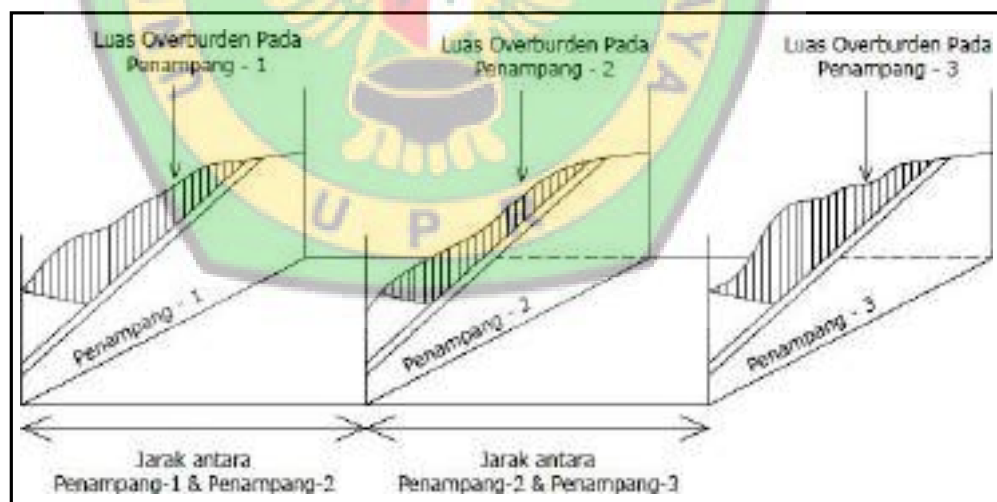 Luas Overburden Pada
Penampang - 1
Luas Overburden Pada
Penampang - 2
Luas Overburden Pada
Penampang - 3
Penampang - 1
Penampang - 2
Penampang - 3
Jarak antara
Penampang-1 & Penampang-2
Jarak antara
Penampang-2 & Penampang-3